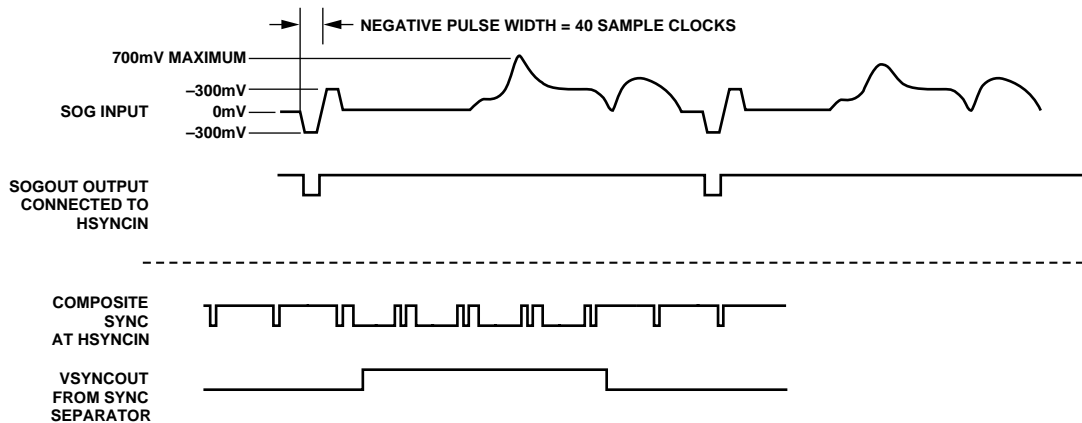 NEGATIVE PULSE WIDTH = 40 SAMPLE CLOCKS
700mV MAXIMUM
–300mV
SOG INPUT
0mV
–300mV
SOGOUT OUTPUT
CONNECTED TO
HSYNCIN
COMPOSITE
SYNC
AT HSYNCIN
VSYNCOUT
FROM SYNC
SEPARATOR